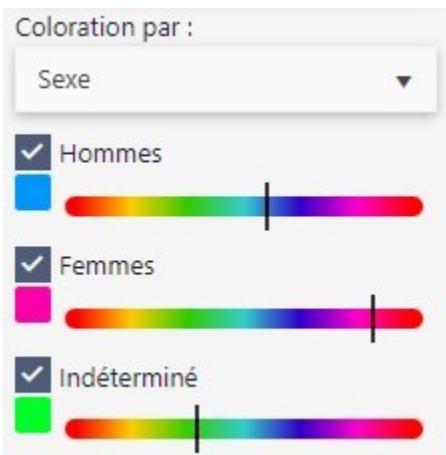 Coloration par :
Sexe
Hommes
Femmes
Indéterminé